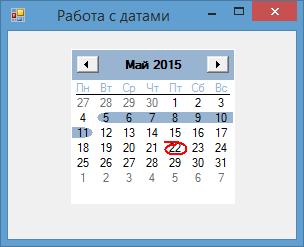 Работа с датами
Май 2015
Пн Вт Ср Чт Пт Сб Вс
27 28 29 30 1 2 3
4 5 6 7 8 9 10
11 12 13 14 15 16 17
18 19 20 21 22 23 24
25 26 27 28 29 30 31
1 2 3 4 5 6 7